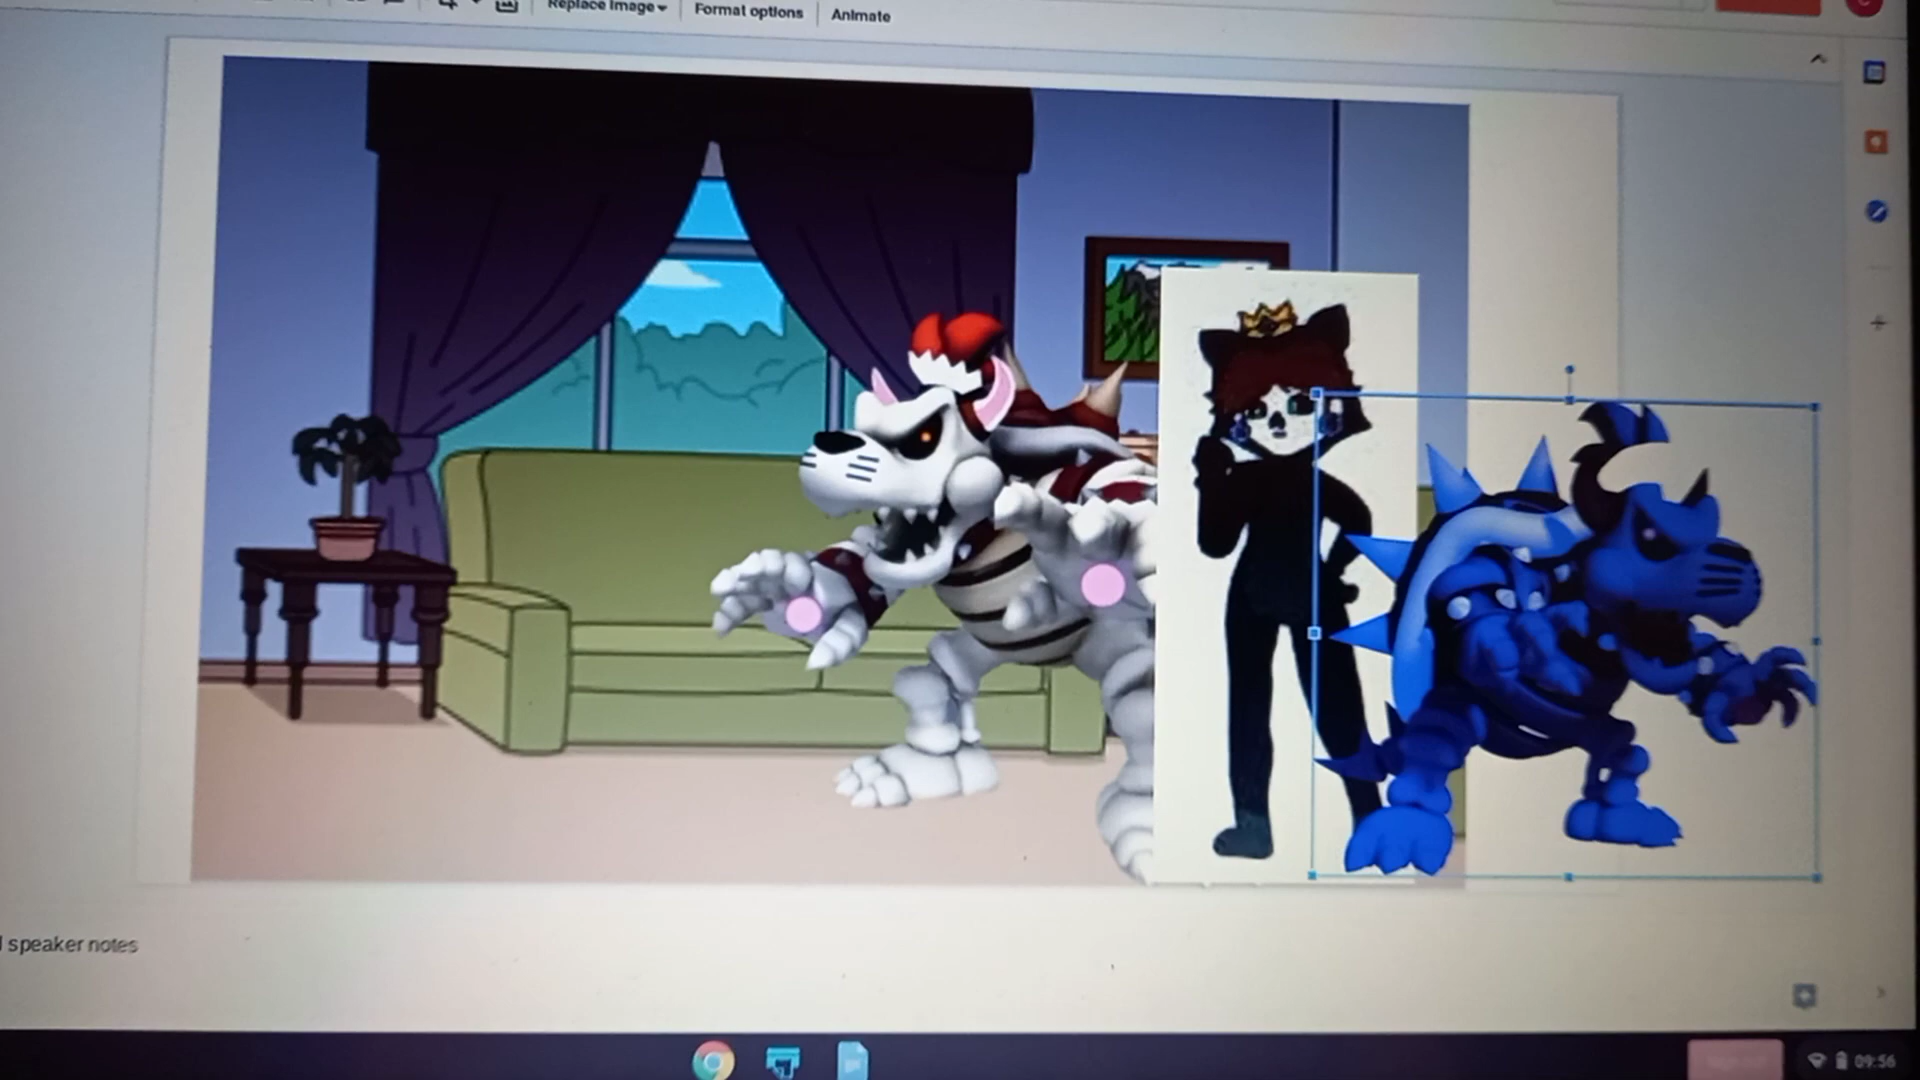 Replace image
Format options
Animate
speaker notes
09:56